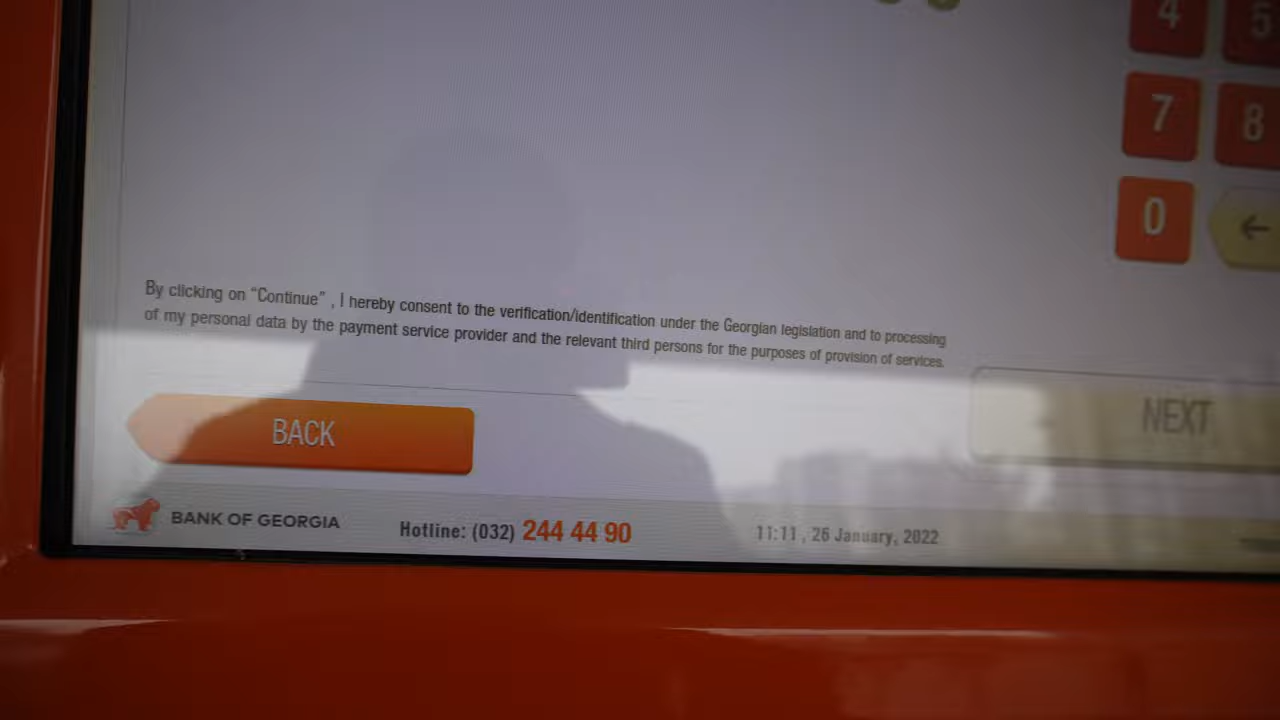 4 5
7 8
0 ←
By clicking on “Continue” , I hereby consent to the verification/identification under the Georgian legislation and to processing
of my personal data by the payment service provider and the relevant third persons for the purposes of provision of services.
BACK
NEXT
BANK OF GEORGIA
Hotline: (032) 244 44 90
11:11 , 26 January, 2022